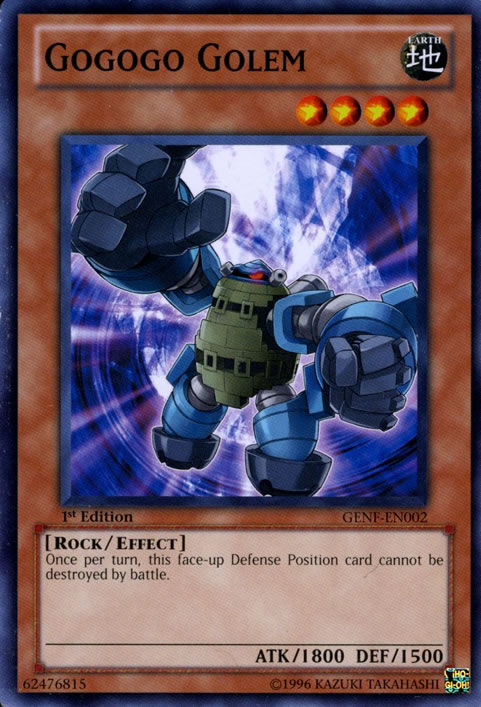 GOGOGO GOLEM
EARTH
地
1st Edition
GENF-EN002
[ROCK/EFFECT]
Once per turn, this face-up Defense Position card cannot be
destroyed by battle.
ATK/1800 DEF/1500
62476815
©1996 KAZUKI TAKAHASHI